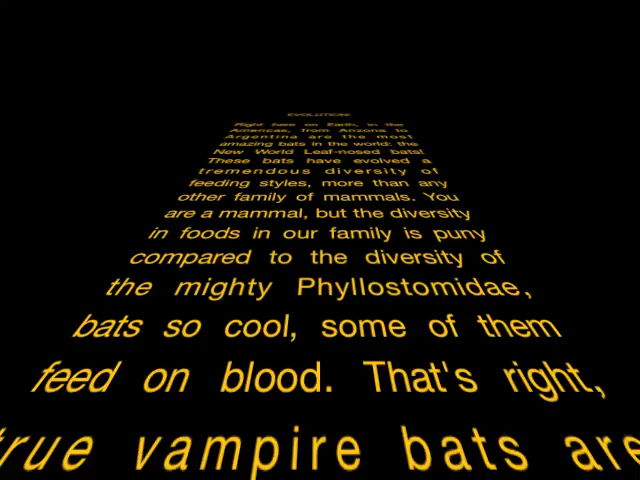 EVOLUTION!
Right here on Earth, in the
Americas, from Arizona to
Argentina are the most
amazing bats in the world: the
New World Leaf-nosed bats!
These bats have evolved a
tremendous diversity of
feeding styles, more than any
other family of mammals. You
are a mammal, but the diversity
in foods in our family is puny
compared to the diversity of
the mighty Phyllostomidae,
bats so cool, some of them
feed on blood. That's right,
true vampire bats are